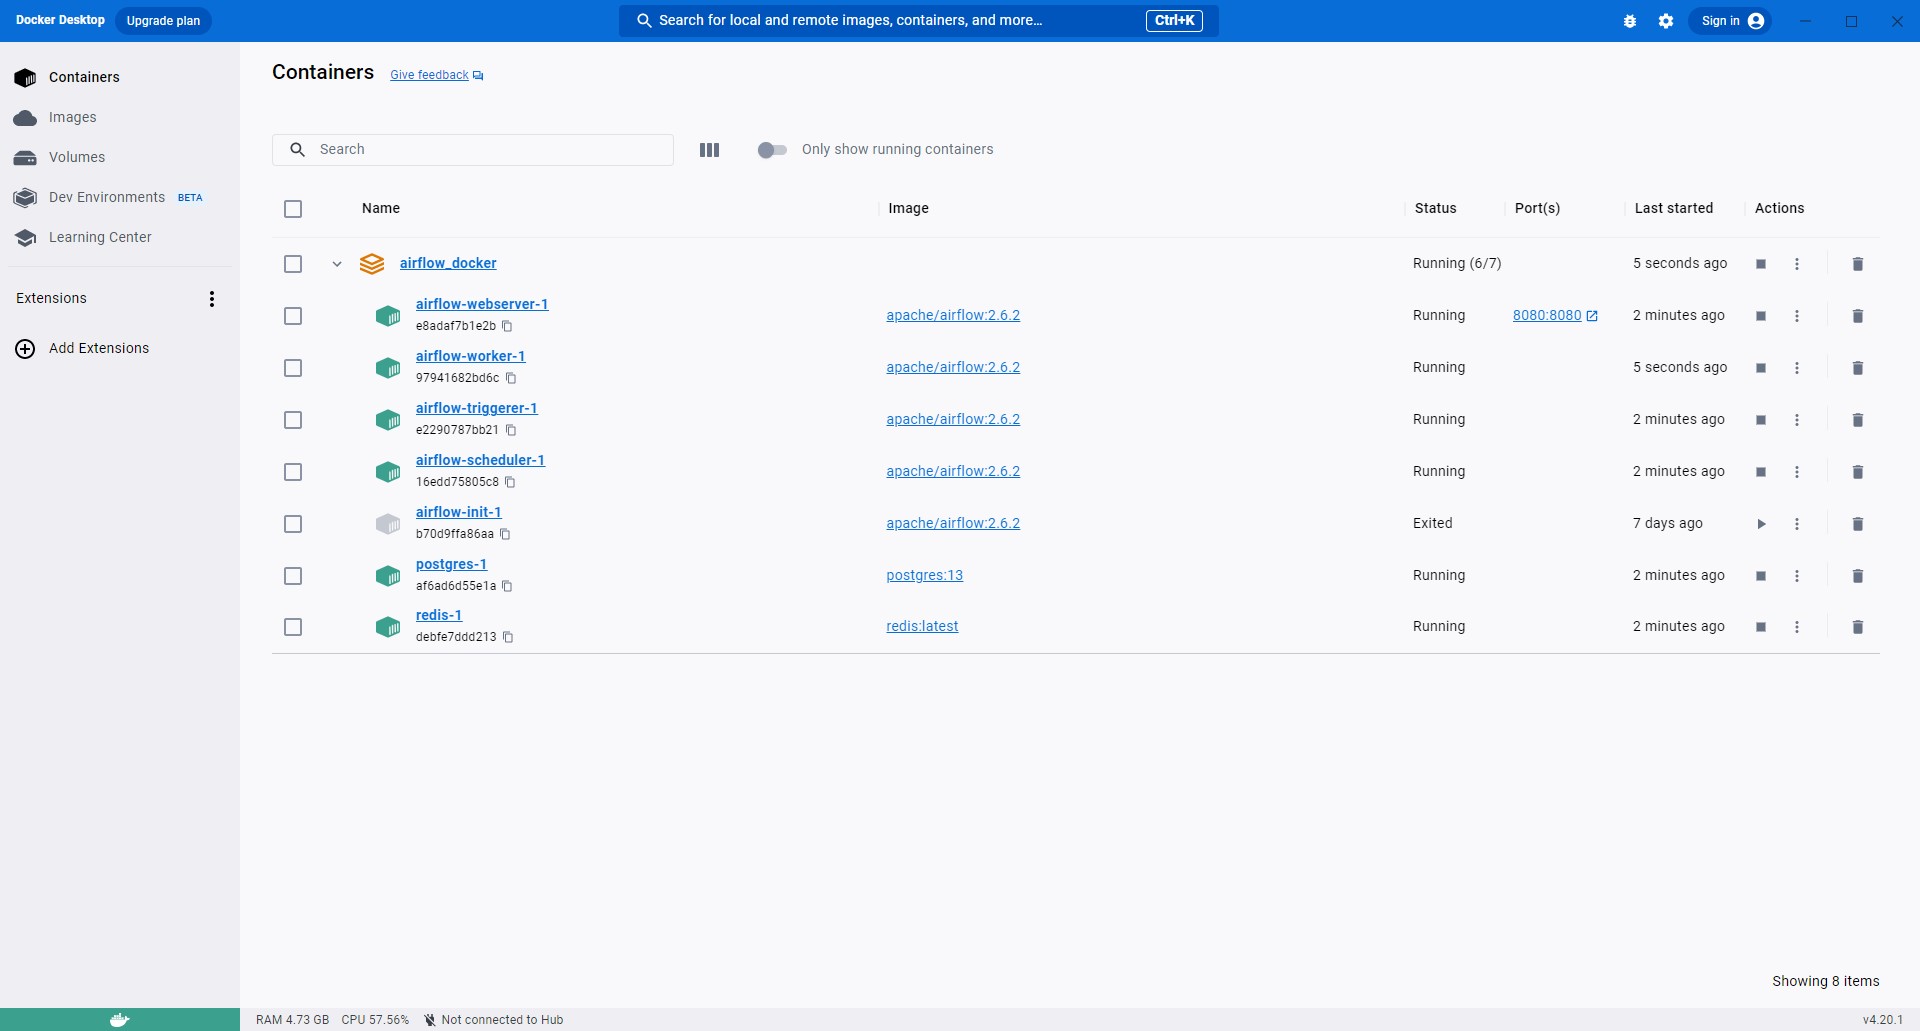 Docker Desktop Upgrade plan Search for local and remote images, containers, and more... Ctrl+K Sign in
Containers
Images
Volumes
Dev Environments BETA
Learning Center
Extensions
Add Extensions
Containers Give feedback
Search Only show running containers
Name Image Status Port(s) Last started Actions
airflow_docker Running (6/7) 5 seconds ago
airflow-webserver-1
e8adaf7b1e2b apache/airflow:2.6.2 Running 8080:8080 2 minutes ago
airflow-worker-1
97941682bd6c apache/airflow:2.6.2 Running 5 seconds ago
airflow-triggerer-1
e2290787bb21 apache/airflow:2.6.2 Running 2 minutes ago
airflow-scheduler-1
16edd75805c8 apache/airflow:2.6.2 Running 2 minutes ago
airflow-init-1
b70d9ffa86aa apache/airflow:2.6.2 Exited 7 days ago
postgres-1
af6ad6d55e1a postgres:13 Running 2 minutes ago
redis-1
debfe7ddd213 redis:latest Running 2 minutes ago
Showing 8 items
RAM 4.73 GB CPU 57.56% Not connected to Hub v4.20.1